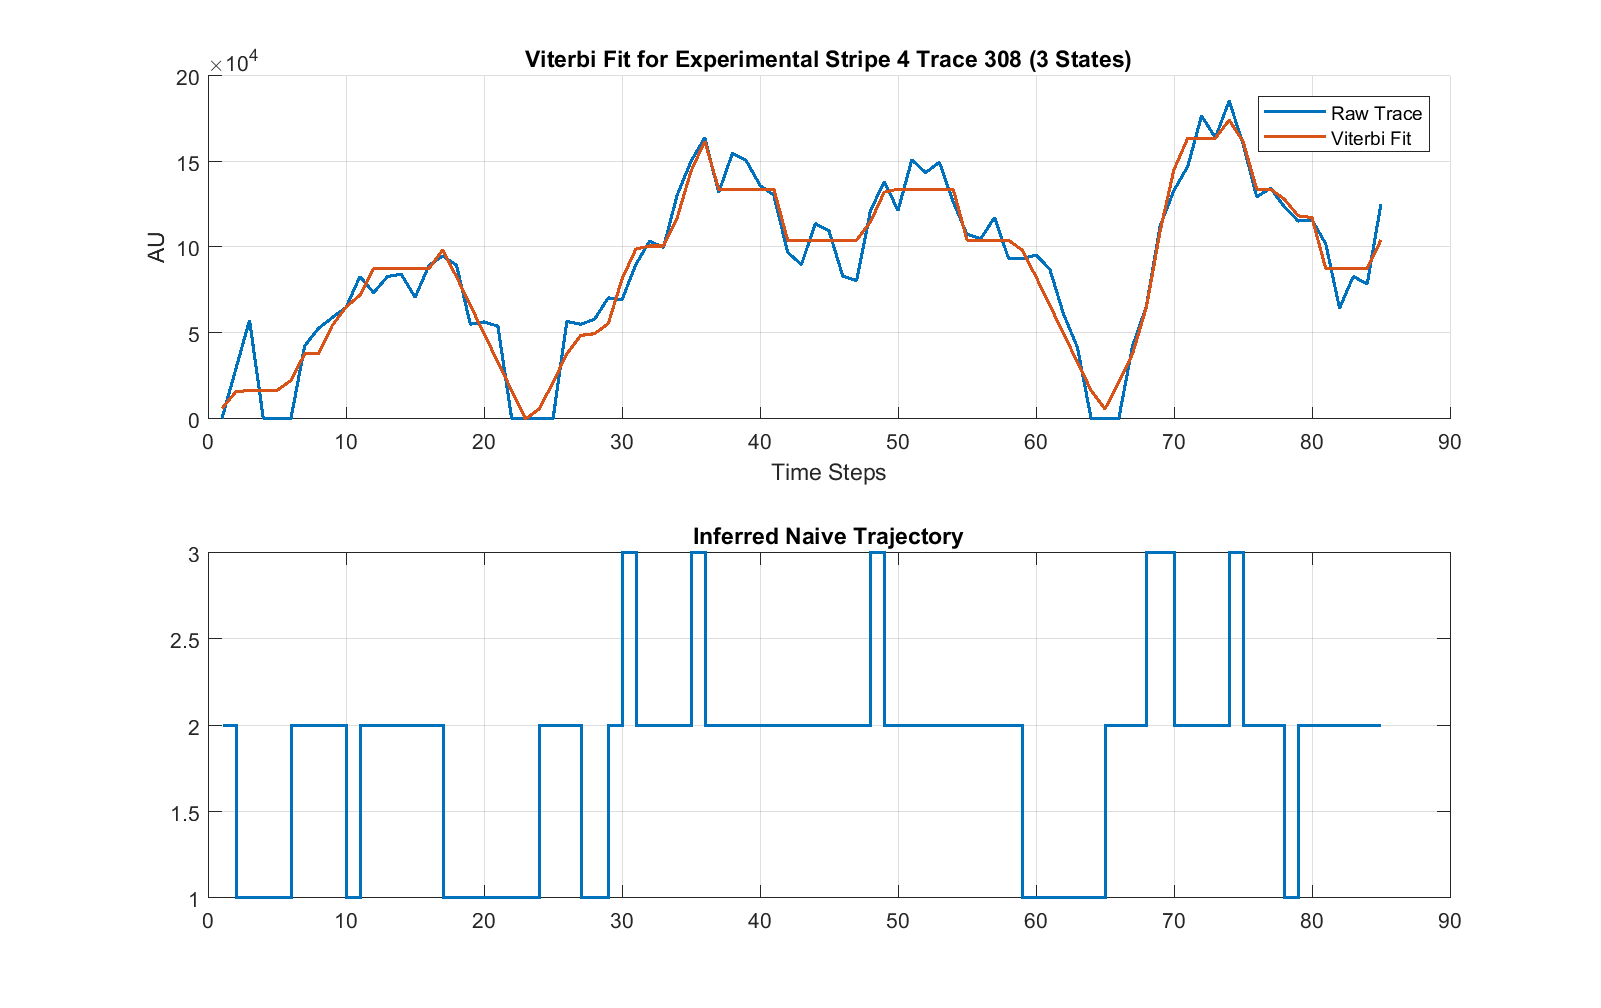 Viterbi Fit for Experimental Stripe 4 Trace 308 (3 States)
×10^4
20
15
10
5
0
AU
Raw Trace
Viterbi Fit
0 10 20 30 40 50 60 70 80 90
Time Steps
Inferred Naive Trajectory
3
2.5
2
1.5
1
0 10 20 30 40 50 60 70 80 90